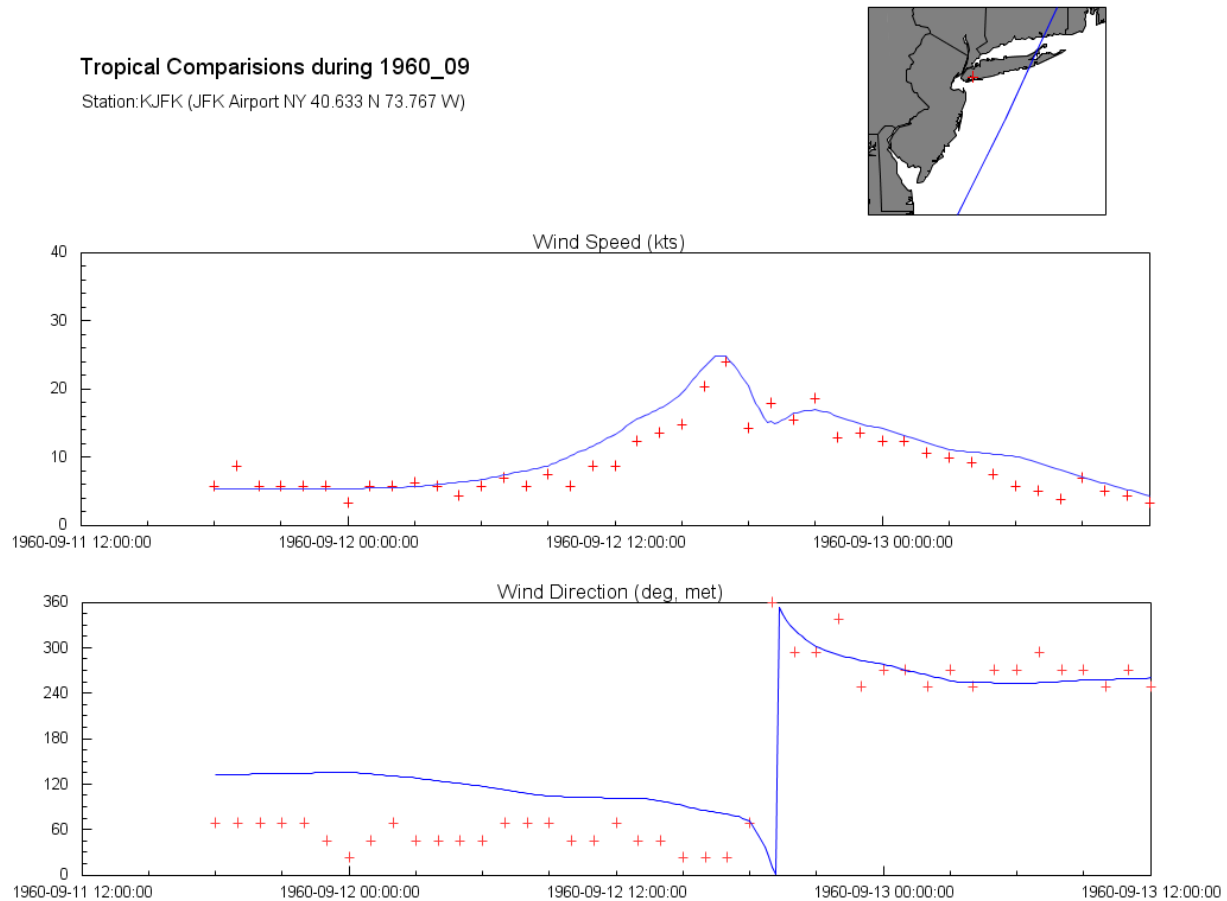 Tropical Comparisions during 1960_09
Station:KJFK (JFK Airport NY 40.633 N 73.767 W)
Wind Speed (kts)
40
30
20
10
0
1960-09-11 12:00:00 1960-09-12 00:00:00 1960-09-12 12:00:00 1960-09-13 00:00:00
Wind Direction (deg, met)
360
300
240
180
120
60
0
1960-09-11 12:00:00 1960-09-12 00:00:00 1960-09-12 12:00:00 1960-09-13 00:00:00 1960-09-13 12:00:00